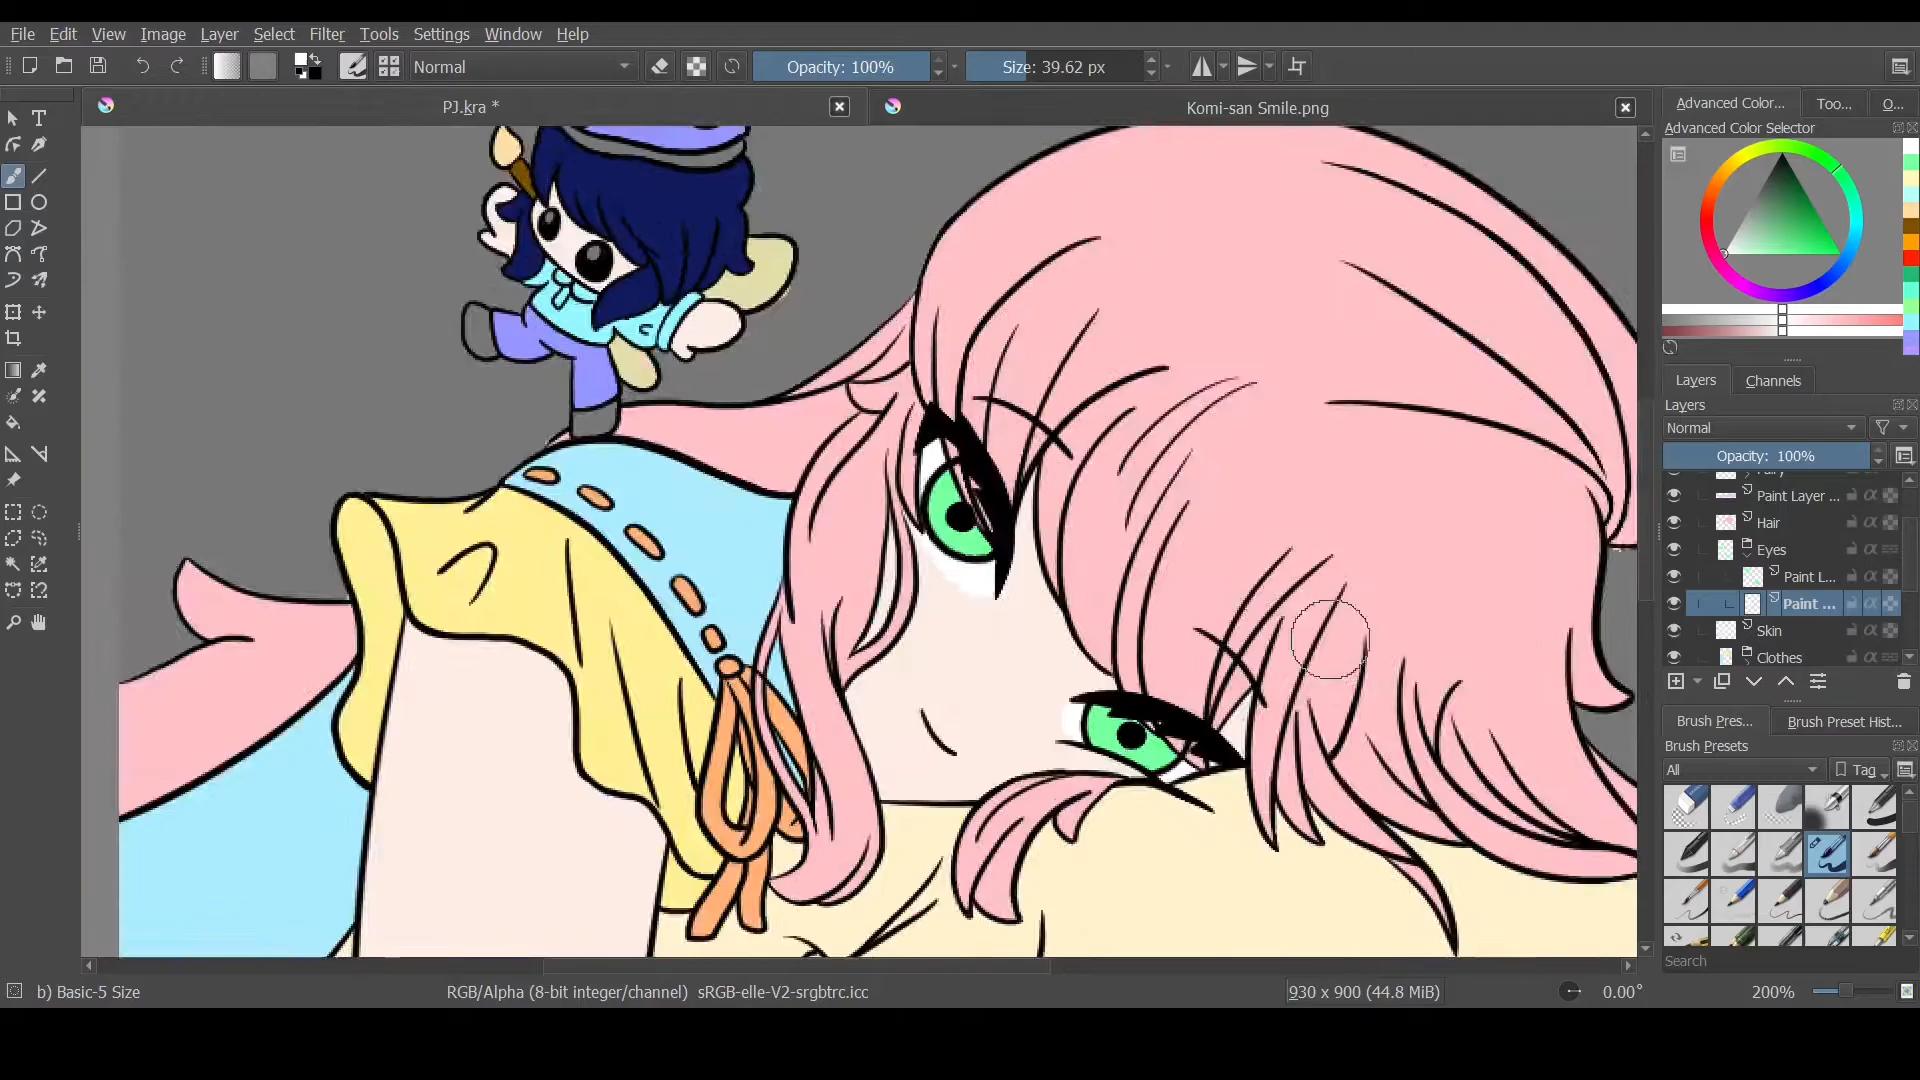 File Edit View Image Layer Select Filter Tools Settings Window Help
Normal Opacity: 100% Size: 39.62 px
PJ.kra * Komi-san Smile.png
Advanced Color... Too... O...
Advanced Color Selector
Layers Channels
Layers
Normal
Opacity: 100%
Paint Layer ...
Hair
Eyes
Paint L...
Paint ...
Skin
Clothes
Brush Pres... Brush Preset Hist...
Brush Presets
All Tag
Search
b) Basic-5 Size RGB/Alpha (8-bit integer/channel) sRGB-elle-V2-srgbtrc.icc 930 x 900 (44.8 MiB) 0.00° 200%